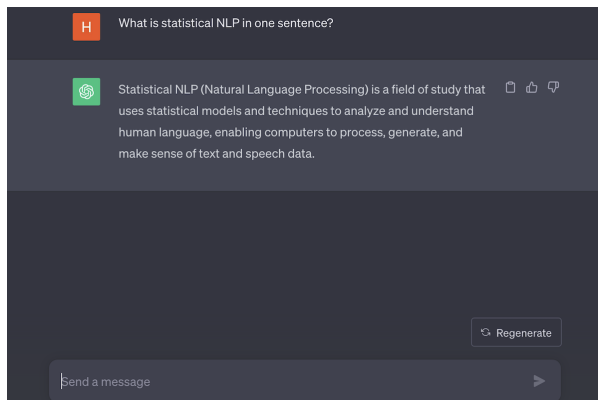 H
What is statistical NLP in one sentence?
Statistical NLP (Natural Language Processing) is a field of study that
uses statistical models and techniques to analyze and understand
human language, enabling computers to process, generate, and
make sense of text and speech data.
Regenerate
Send a message